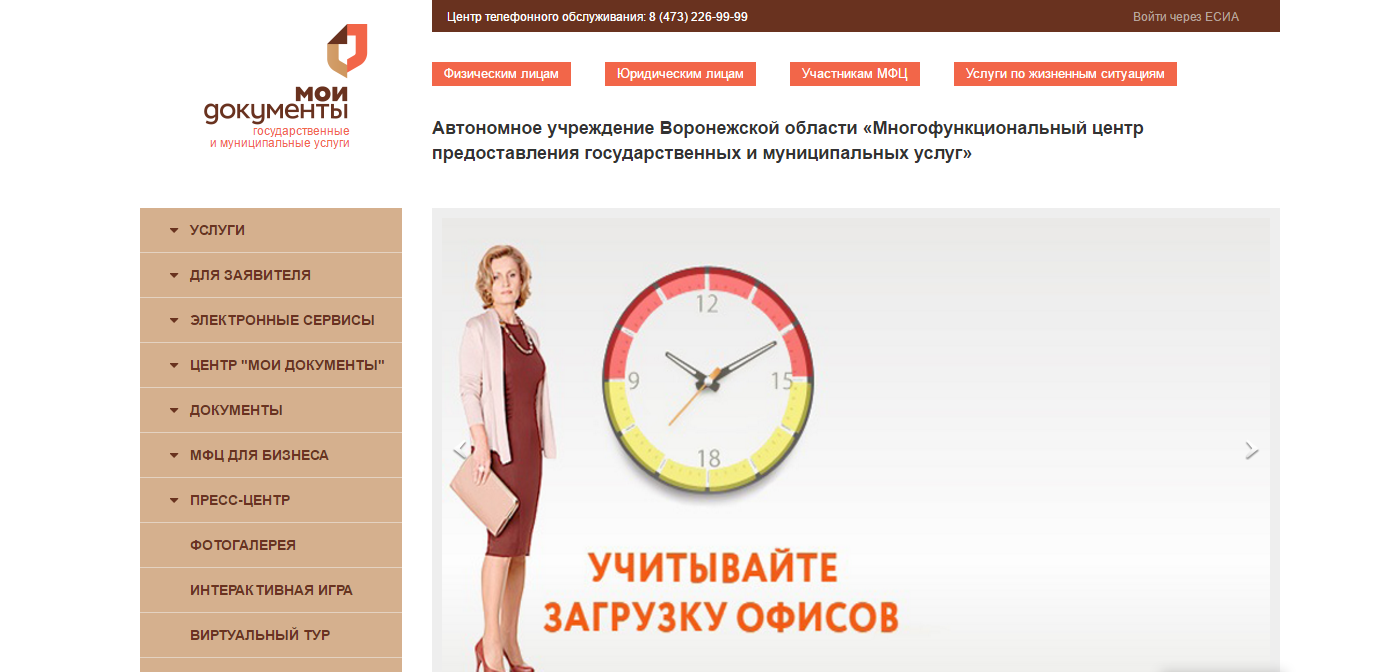 Центр телефонного обслуживания: 8 (473) 226-99-99
Войти через ЕСИА
мои
документы
государственные
и муниципальные услуги
Физическим лицам
Юридическим лицам
Участникам МФЦ
Услуги по жизненным ситуациям
Автономное учреждение Воронежской области «Многофункциональный центр
предоставления государственных и муниципальных услуг»
УСЛУГИ
ДЛЯ ЗАЯВИТЕЛЯ
ЭЛЕКТРОННЫЕ СЕРВИСЫ
ЦЕНТР "МОИ ДОКУМЕНТЫ"
ДОКУМЕНТЫ
МФЦ ДЛЯ БИЗНЕСА
ПРЕСС-ЦЕНТР
ФОТОГАЛЕРЕЯ
ИНТЕРАКТИВНАЯ ИГРА
ВИРТУАЛЬНЫЙ ТУР
12
9
15
18
УЧИТЫВАЙТЕ
ЗАГРУЗКУ ОФИСОВ